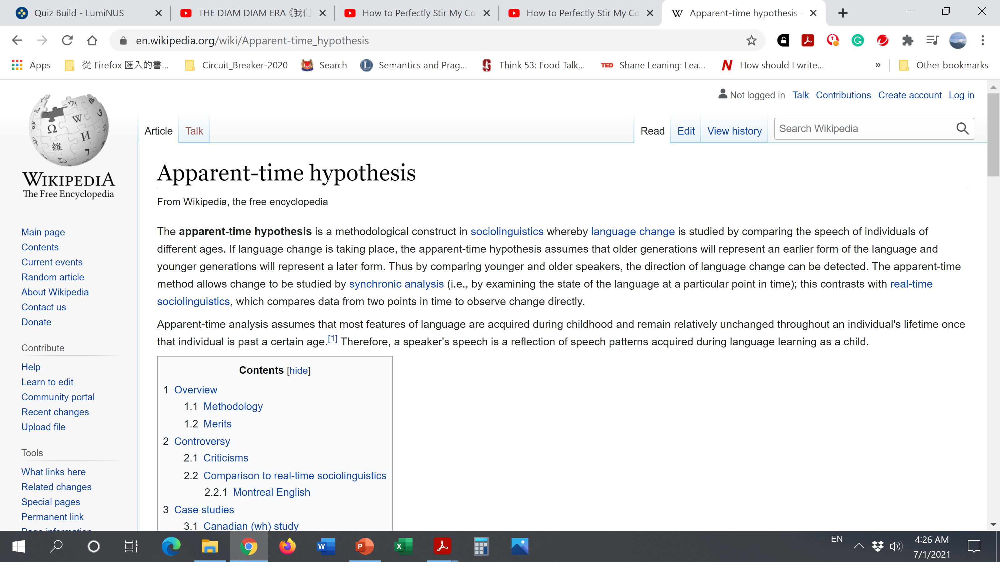 Quiz Build - LumiNUS
THE DIAM DIAM ERA《我们
How to Perfectly Stir My Co
How to Perfectly Stir My Co
Apparent-time hypothesis -
en.wikipedia.org/wiki/Apparent-time_hypothesis
Apps
從 Firefox 匯入的書...
Circuit_Breaker-2020
Search
Semantics and Prag...
Think 53: Food Talk...
TED Shane Leaning: Lea...
N How should I write...
»
Other bookmarks
Not logged in Talk Contributions Create account Log in
Article Talk Read Edit View history Search Wikipedia
WIKIPEDIA
The Free Encyclopedia
Main page
Contents
Current events
Random article
About Wikipedia
Contact us
Donate
Contribute
Help
Learn to edit
Community portal
Recent changes
Upload file
Tools
What links here
Related changes
Special pages
Permanent link
Page information
Apparent-time hypothesis
From Wikipedia, the free encyclopedia
The apparent-time hypothesis is a methodological construct in sociolinguistics whereby language change is studied by comparing the speech of individuals of
different ages. If language change is taking place, the apparent-time hypothesis assumes that older generations will represent an earlier form of the language and
younger generations will represent a later form. Thus by comparing younger and older speakers, the direction of language change can be detected. The apparent-time
method allows change to be studied by synchronic analysis (i.e., by examining the state of the language at a particular point in time); this contrasts with real-time
sociolinguistics, which compares data from two points in time to observe change directly.
Apparent-time analysis assumes that most features of language are acquired during childhood and remain relatively unchanged throughout an individual's lifetime once
that individual is past a certain age.[1] Therefore, a speaker's speech is a reflection of speech patterns acquired during language learning as a child.
Contents [hide]
1 Overview
1.1 Methodology
1.2 Merits
2 Controversy
2.1 Criticisms
2.2 Comparison to real-time sociolinguistics
2.2.1 Montreal English
3 Case studies
3.1 Canadian (wh) study
EN
4:26 AM
7/1/2021